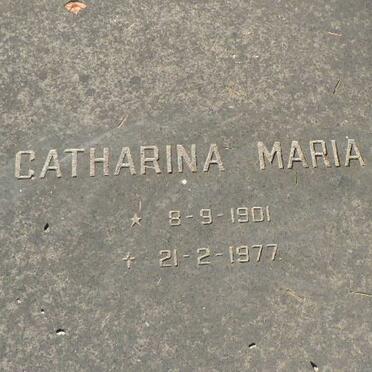 CATHARINA MARIA
* 8-9-1901
+ 21-2-1977